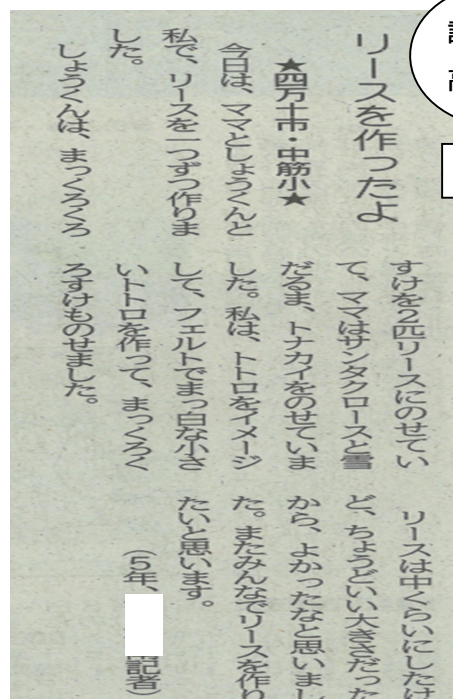 リースを作ったよ
★四万十市・中筋小★
今日は、ママとしょうくんと
私で、リースを一つずつ作りま
した。
しょうくんは、まっくろくろ
すけを2匹リースにのせてい
て、ママはサンタクロースと雪
だるま、トナカイをのせていま
した。私は、トトロをイメージ
して、フェルトでまっ白な小さ
いトトロを作って、まっくろく
ろすけものせました。
リースは中くらいにしたけ
ど、ちょうどいい大きさだった
から、よかったなと思いまし
た。またみんなでリースを作り
たいと思います。
(5年、
記者)